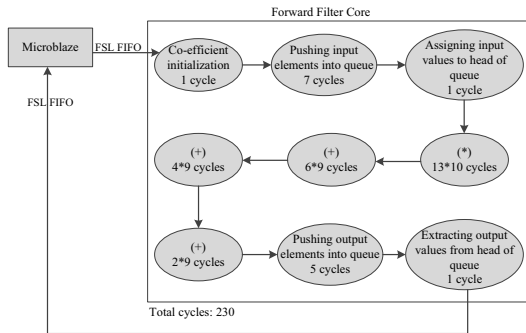 Forward Filter Core
Microblaze
FSL FIFO
Co-efficient
initialization
1 cycle
Pushing input
elements into queue
7 cycles
Assigning input
values to head of
queue
1 cycle
FSL FIFO
(+)
4*9 cycles
(+)
6*9 cycles
(*)
13*10 cycles
(+)
2*9 cycles
Pushing output
elements into queue
5 cycles
Extracting output
values from head of
queue
1 cycle
Total cycles: 230